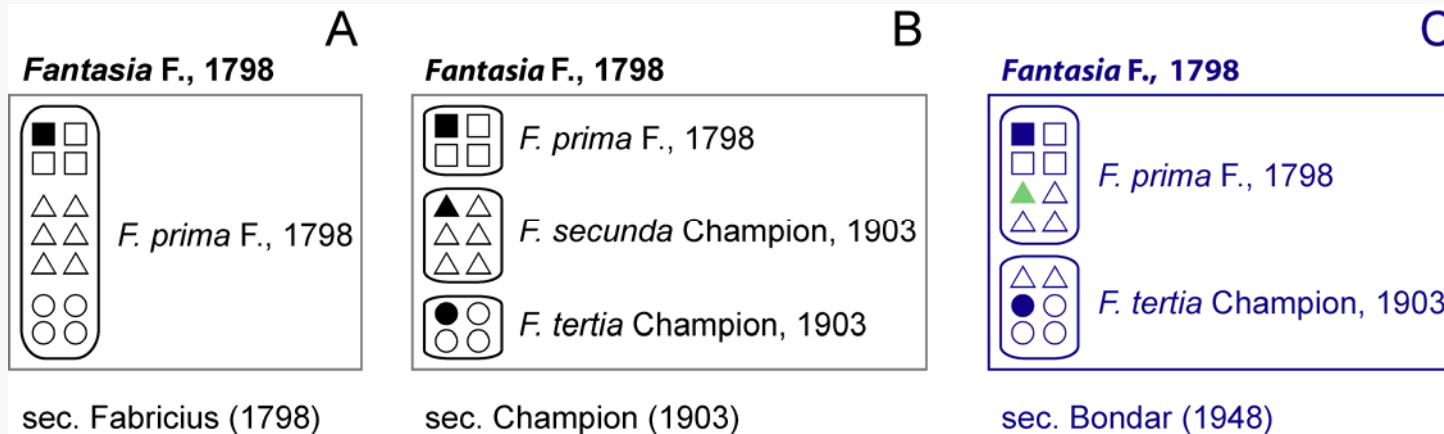 A
Fantasia F., 1798
F. prima F., 1798
sec. Fabricius (1798)
B
Fantasia F., 1798
F. prima F., 1798
F. secunda Champion, 1903
F. tertia Champion, 1903
sec. Champion (1903)
C
Fantasia F., 1798
F. prima F., 1798
F. tertia Champion, 1903
sec. Bondar (1948)